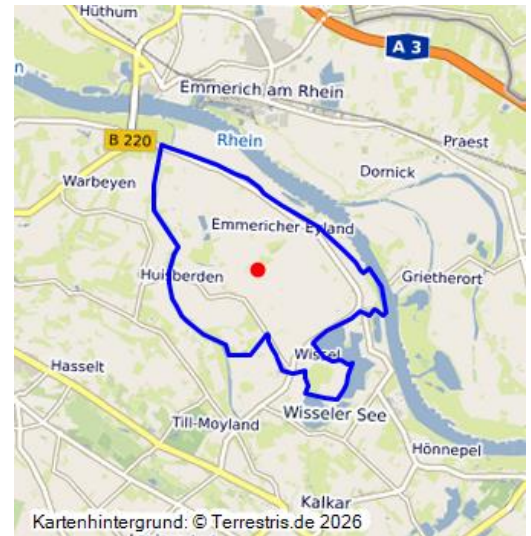 Hüthum
A 3
Emmerich am Rhein
B 220
Rhein
Praest
Warbeyen
Dornick
Emmericher Eyland
Huisberden
Grietherort
Wissel
Hasselt
Wisseler See
Till-Moyland
Hönnepel
Kalkar
Kartenhintergrund: © Terrestris.de 2026